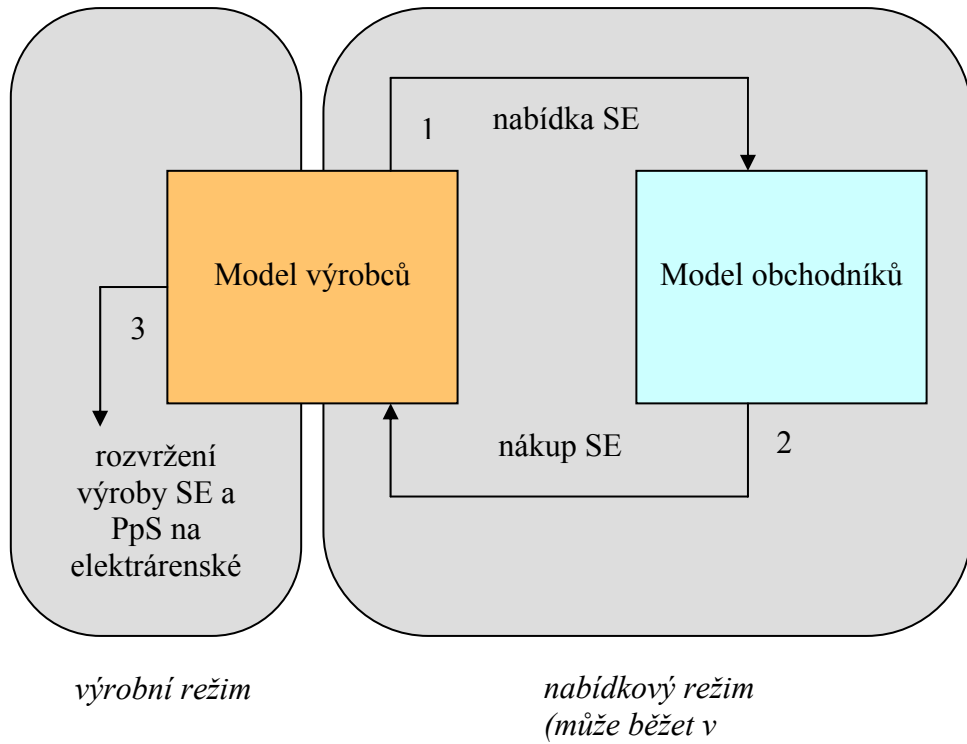 1
nabídka SE
Model výrobců
Model obchodníků
3
nákup SE
2
rozvržení
výroby SE a
PpS na
elektrárenské
výrobní režim
nabídkový režim
(může běžet v